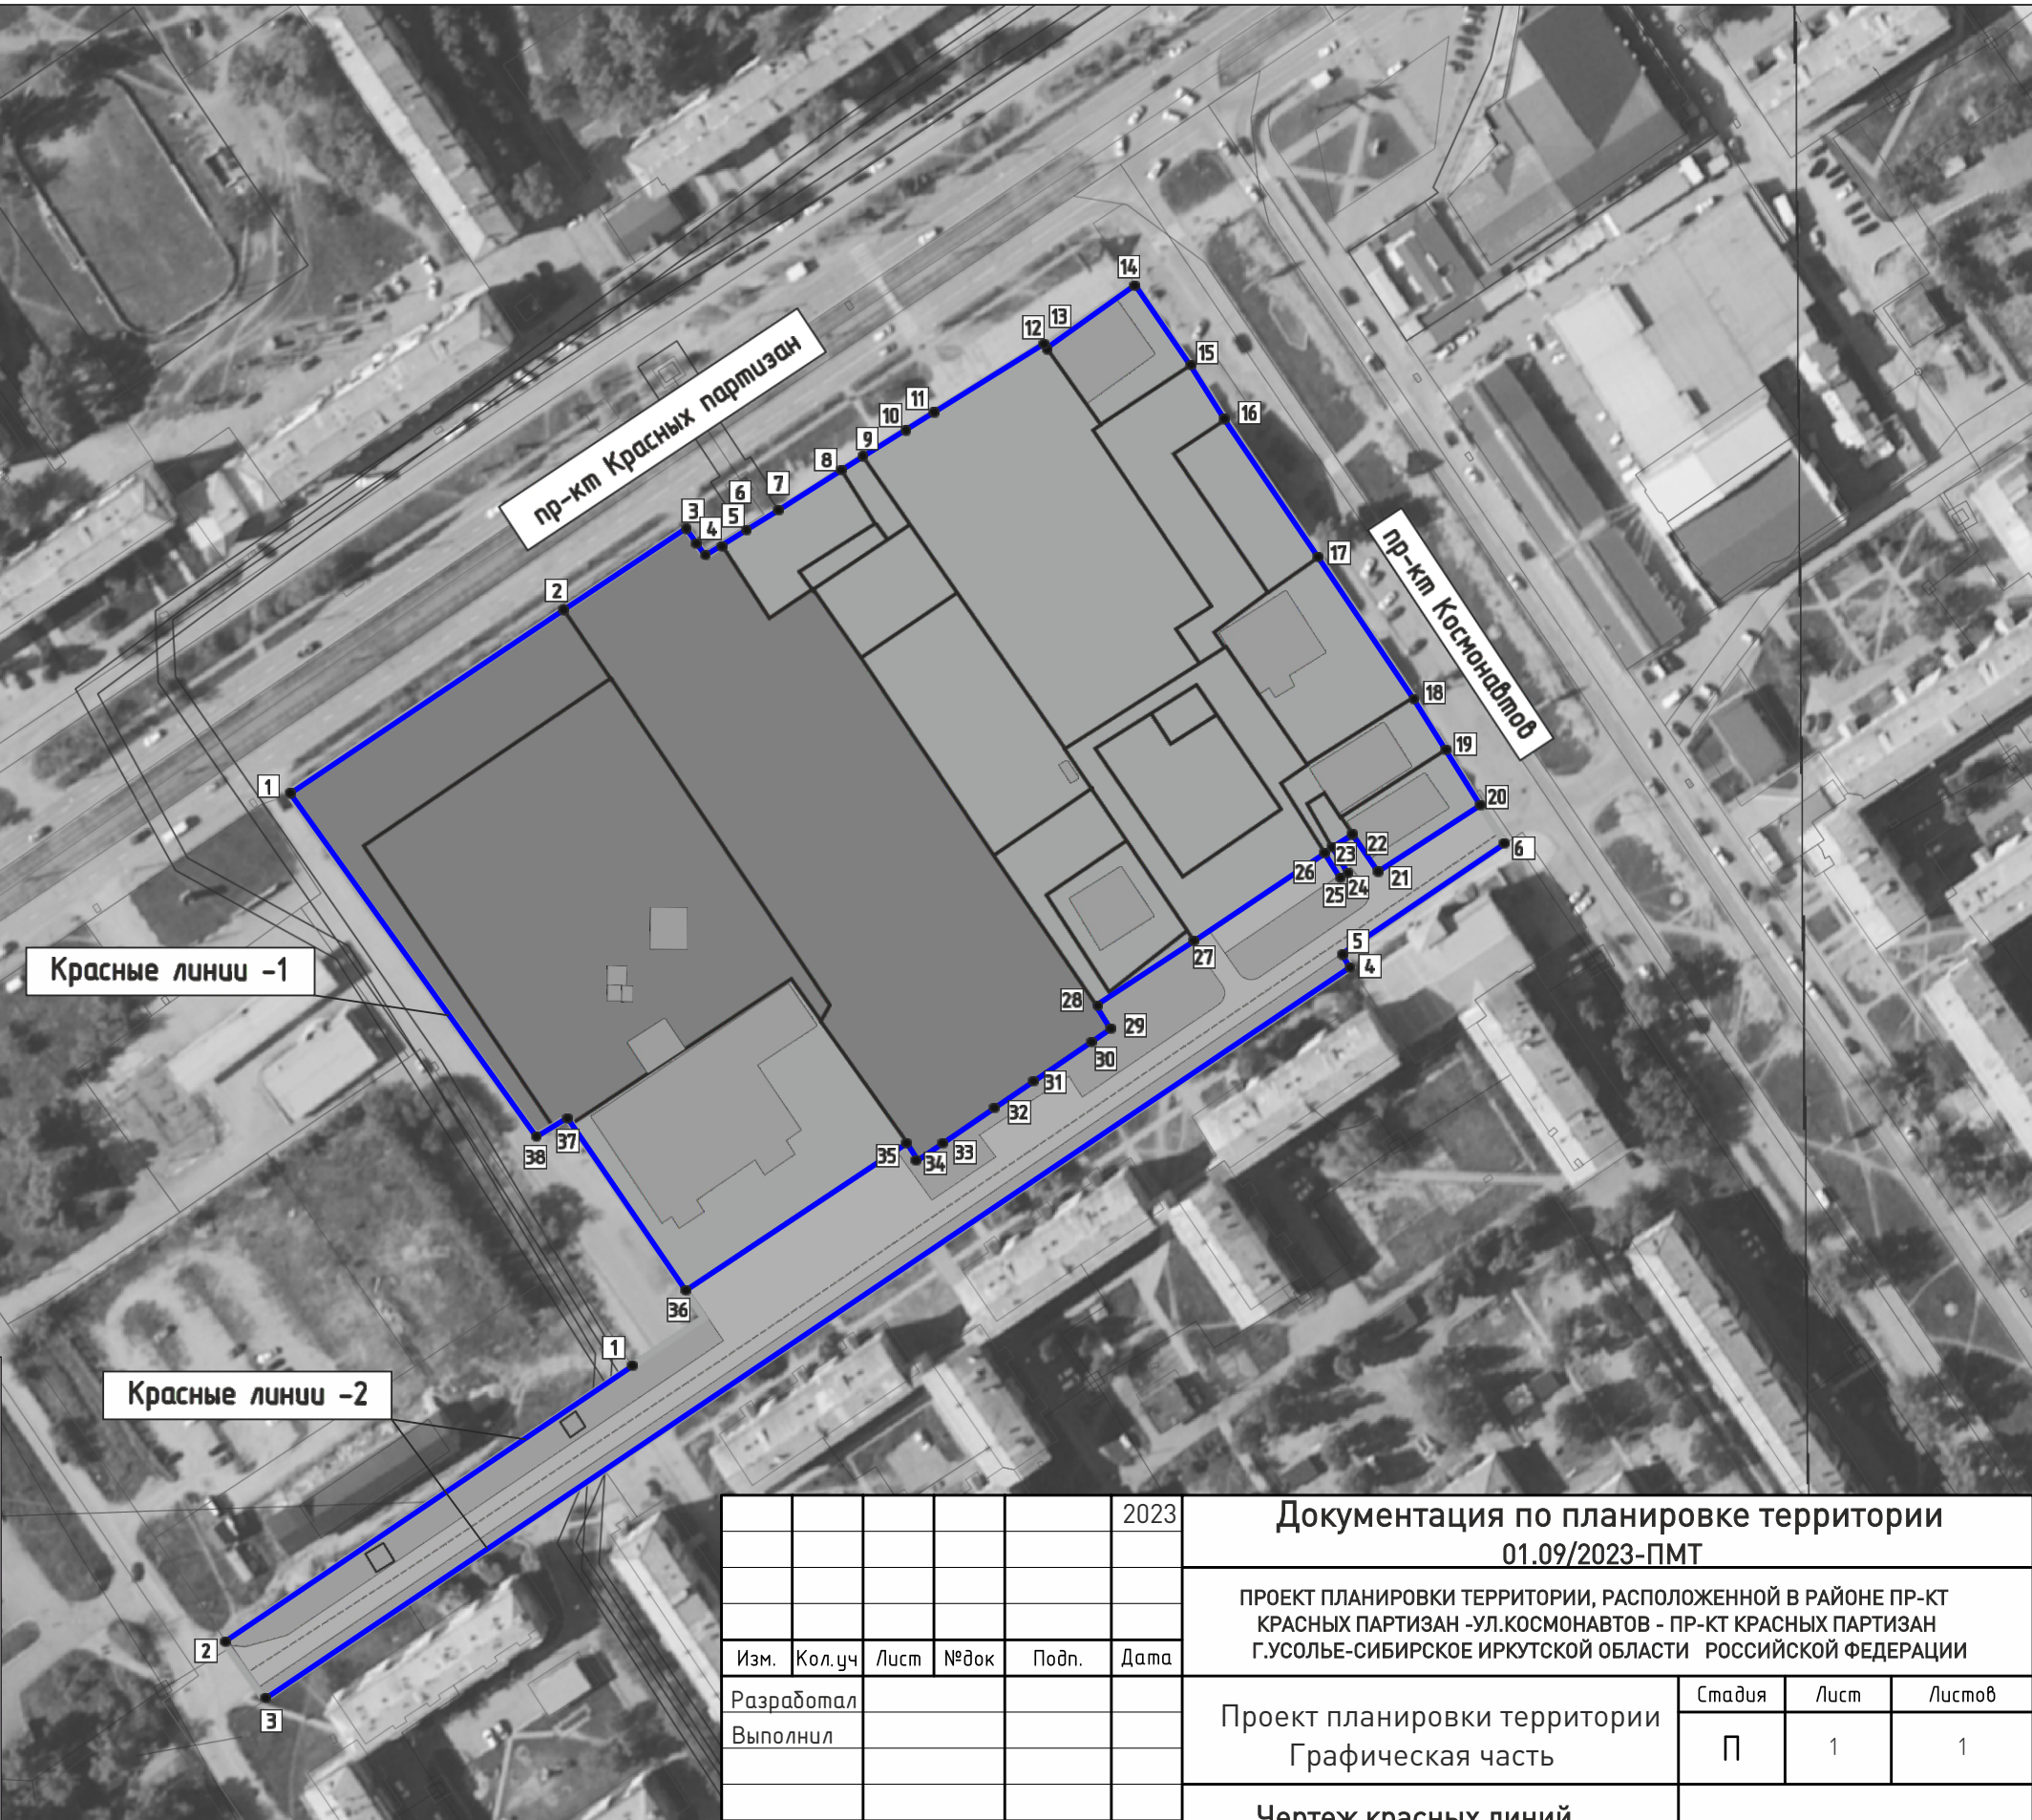 14
13
12
15
11
10
16
9
8
7
6
3
5
4
17
2
18
19
1
20
22
6
23
26
21
24
25
5
27
4
28
29
30
31
32
33
34
35
37
38
36
1
2
3
пр-кт Красных партизан
пр-кт Космонавтов
Красные линии -1
Красные линии -2
2023
Документация по планировке территории
01.09/2023-ПМТ
ПРОЕКТ ПЛАНИРОВКИ ТЕРРИТОРИИ, РАСПОЛОЖЕННОЙ В РАЙОНЕ ПР-КТ
КРАСНЫХ ПАРТИЗАН -УЛ.КОСМОНАВТОВ - ПР-КТ КРАСНЫХ ПАРТИЗАН
Г.УСОЛЬЕ-СИБИРСКОЕ ИРКУТСКОЙ ОБЛАСТИ РОССИЙСКОЙ ФЕДЕРАЦИИ
Изм. Кол.уч Лист №док Подп. Дата
Разработал
Выполнил
Проект планировки территории
Графическая часть
Стадия Лист Листов
П 1 1
Чертеж красных линий